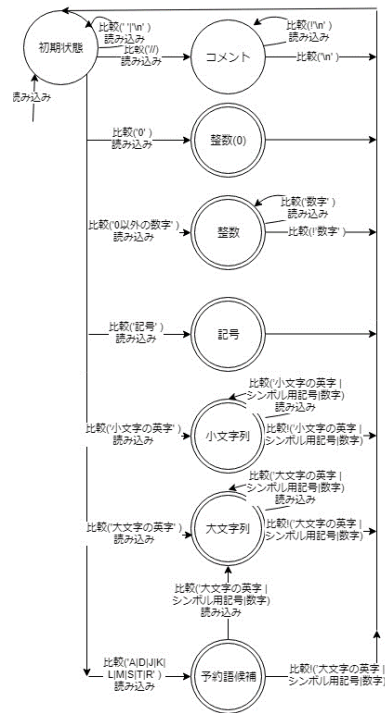 初期状態
比較(' '|'\n' )
読み込み
比較('//)
読み込み
読み込み
コメント
比較(!'\n' )
読み込み
比較('\n' )
比較('0' )
読み込み
整数(0)
比較('0以外の数字' )
読み込み
整数
比較('数字' )
読み込み
比較(!'数字' )
比較('記号' )
読み込み
記号
比較('小文字の英字' )
読み込み
小文字列
比較('小文字の英字 |
シンボル用記号|数字)
読み込み
比較!('小文字の英字 |
シンボル用記号|数字)
比較('大文字の英字' )
読み込み
大文字列
比較('大文字の英字 |
シンボル用記号|数字)
読み込み
比較!('大文字の英字 |
シンボル用記号|数字)
比較('大文字の英字 |
シンボル用記号|数字)
読み込み
比較('A|D|J|K|
L|M|S|T|R' )
読み込み
予約語候補
比較!('大文字の英字 |
シンボル用記号|数字)